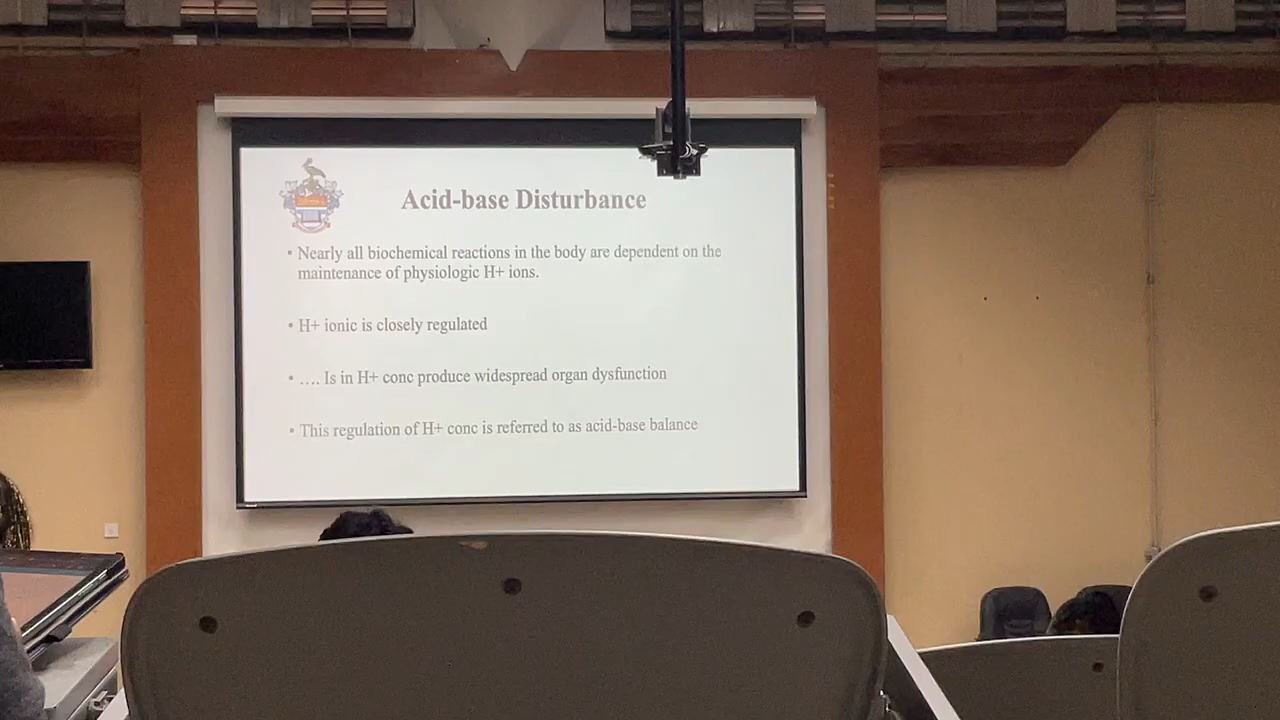 Acid-base Disturbance
• Nearly all biochemical reactions in the body are dependent on the
maintenance of physiologic H+ ions.
• H+ ionic is closely regulated
• …. Is in H+ conc produce widespread organ dysfunction
• This regulation of H+ conc is referred to as acid-base balance